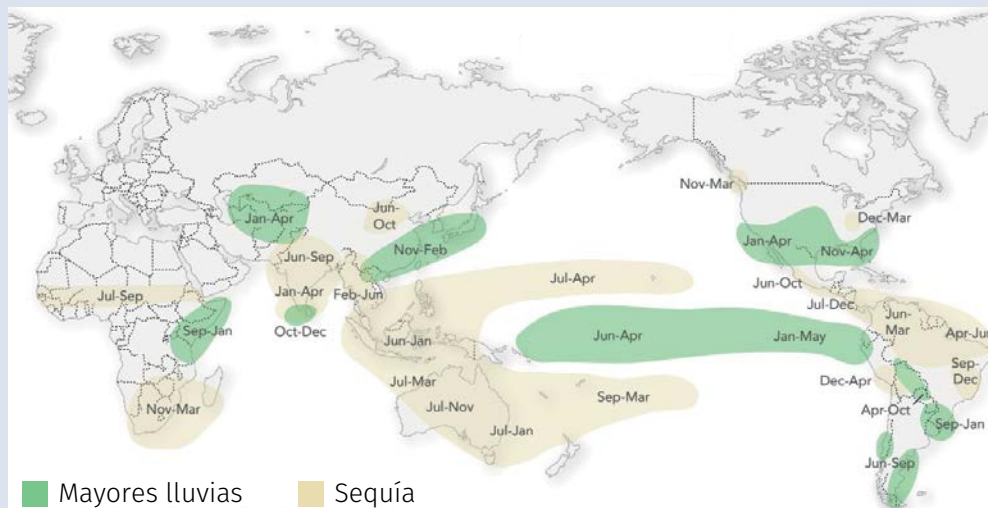 Nov-Mar
Jan-Apr
Jun-Oct
Dec-Mar
Nov-Feb
Jan-Apr
Nov-Apr
Jun-Sep
Jul-Apr
Jun-Oct
Jul-Sep
Jan-Apr
Feb-Jun
Jul-Dec
Sep-Jan
Oct-Dec
Jun-Jan
Jun-Apr
Jan-May
Jun-
Mar
Apr-Jun
Sep-
Dec
Jul-Mar
Dec-Apr
Nov-Mar
Jul-Nov
Sep-Mar
Apr-Oct
Jul-Jan
Sep-Jan
Jun-Sep
Mayores lluvias
Sequía